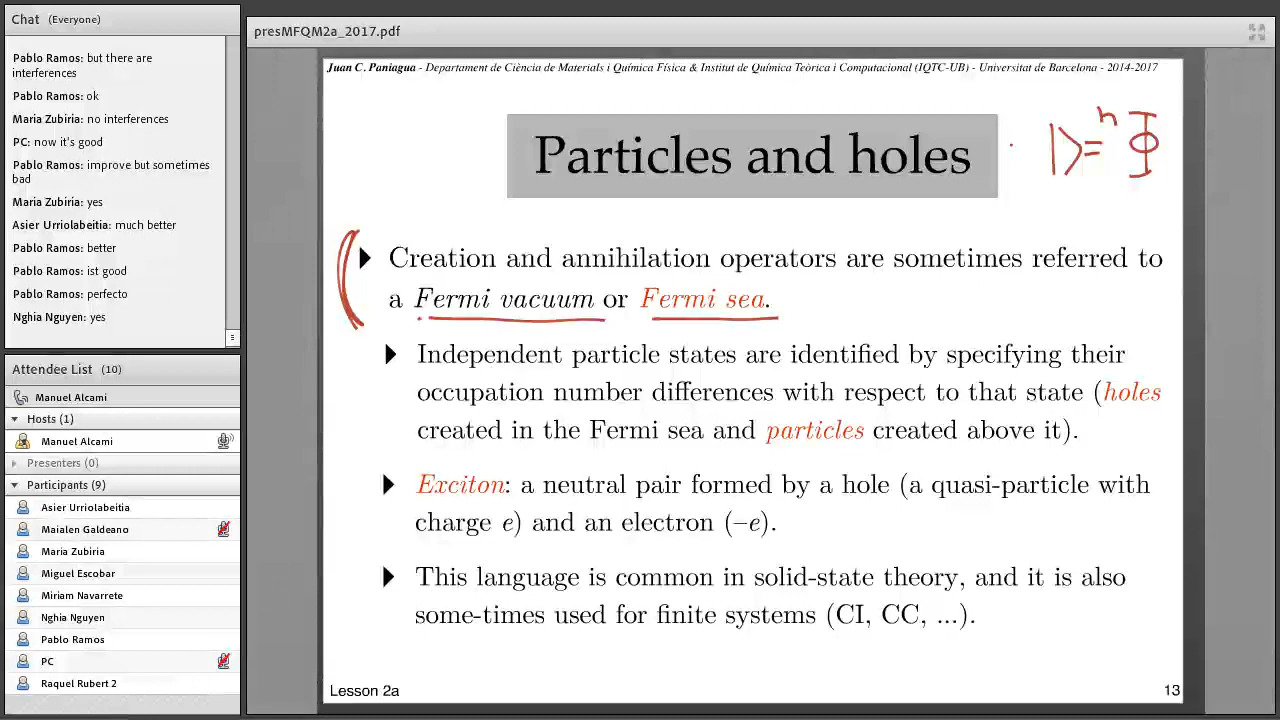 Chat (Everyone)
Pablo Ramos: but there are
interferences
Pablo Ramos: ok
Maria Zubiria: no interferences
PC: now it's good
Pablo Ramos: improve but sometimes
bad
Maria Zubiria: yes
Asier Urriolabeitia: much better
Pablo Ramos: better
Pablo Ramos: ist good
Pablo Ramos: perfecto
Nghia Nguyen: yes
Attendee List (10)
Manuel Alcami
Hosts (1)
Manuel Alcami
Presenters (0)
Participants (9)
Asier Urriolabeitia
Maialen Galdeano
Maria Zubiria
Miguel Escobar
Miriam Navarrete
Nghia Nguyen
Pablo Ramos
PC
Raquel Rubert 2
presMFQM2a_2017.pdf
Juan C. Paniagua - Departament de Ciència de Materials i Química Física & Institut de Química Teòrica i Computacional (IQTC-UB) - Universitat de Barcelona - 2014-2017
Particles and holes
|⟩= n Φ
Creation and annihilation operators are sometimes referred to
a Fermi vacuum or Fermi sea.
Independent particle states are identified by specifying their
occupation number differences with respect to that state (holes
created in the Fermi sea and particles created above it).
Exciton: a neutral pair formed by a hole (a quasi-particle with
charge e) and an electron (–e).
This language is common in solid-state theory, and it is also
some-times used for finite systems (CI, CC, ...).
Lesson 2a
13